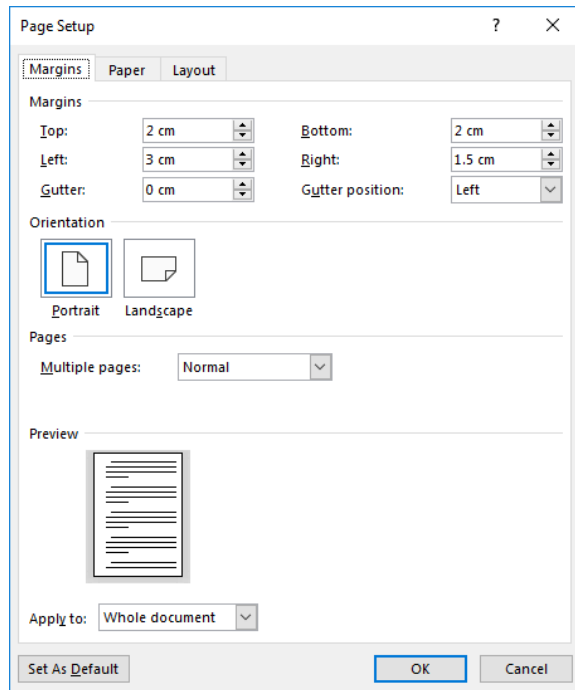 Page Setup ?
Margins Paper Layout
Margins
Top: 2 cm Bottom: 2 cm
Left: 3 cm Right: 1.5 cm
Gutter: 0 cm Gutter position: Left
Orientation
Portrait Landscape
Pages
Multiple pages: Normal
Preview
Apply to: Whole document
Set As Default OK Cancel